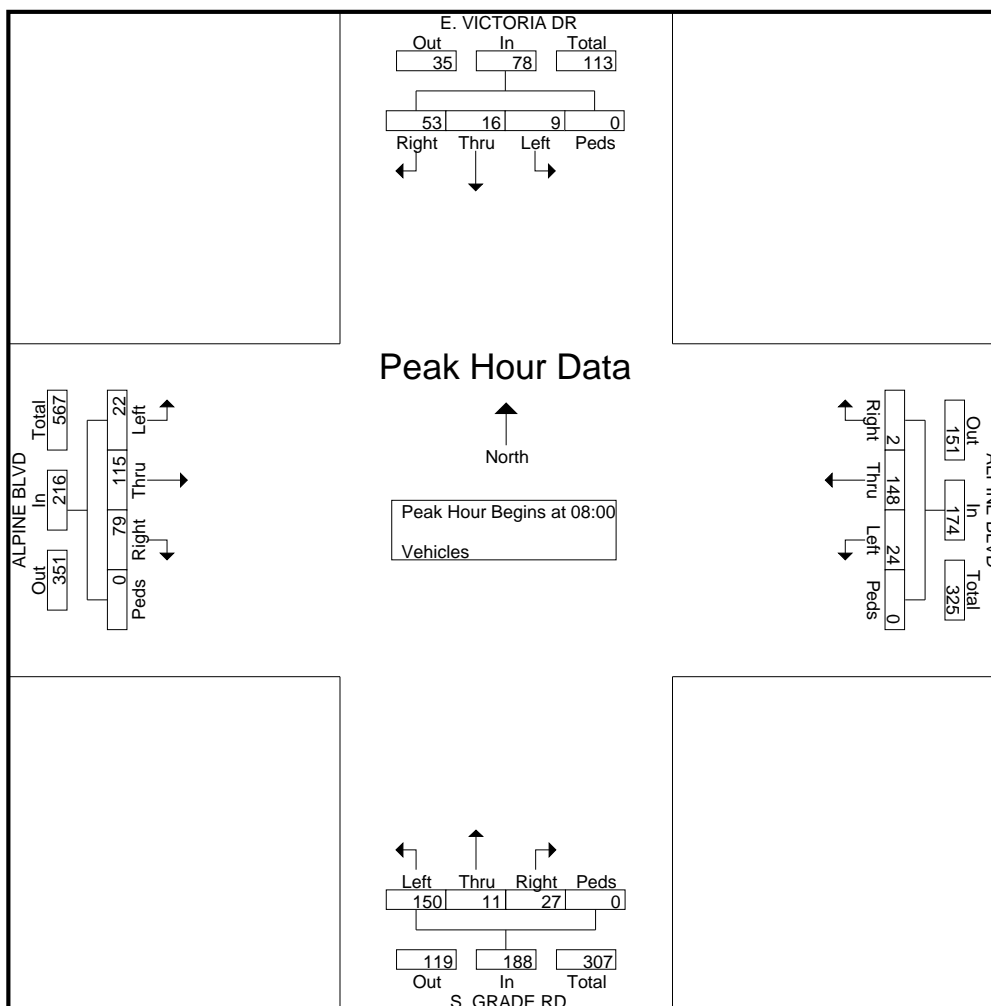 E. VICTORIA DR
Out In Total
35 78 113
53 16 9 0
Right Thru Left Peds
Peak Hour Data
North
Peak Hour Begins at 08:00
Vehicles
ALPINE BLVD
Out In Total
351 216 567
22 115 79 0
Left Thru Right Peds
ALPINE BLVD
Out In Total
151 174 325
2 148 24 0
Right Thru Left Peds
Left Thru Right Peds
150 11 27 0
119 188 307
Out In Total
S. GRADE RD